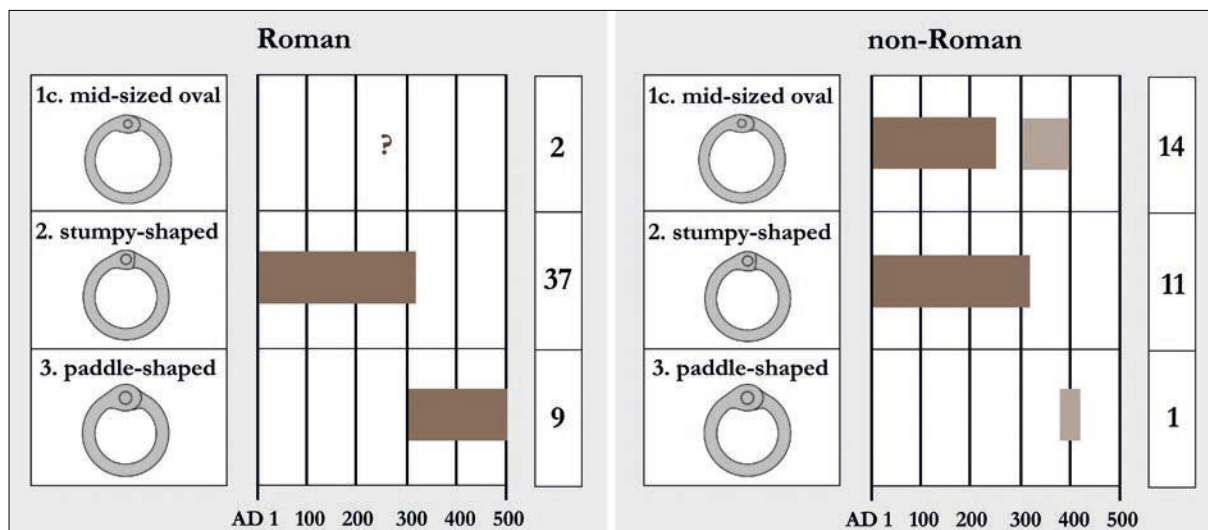 Roman
1c. mid-sized oval
?
2
2. stumpy-shaped
37
3. paddle-shaped
9
AD 1 100 200 300 400 500
non-Roman
1c. mid-sized oval
14
2. stumpy-shaped
11
3. paddle-shaped
1
AD 1 100 200 300 400 500